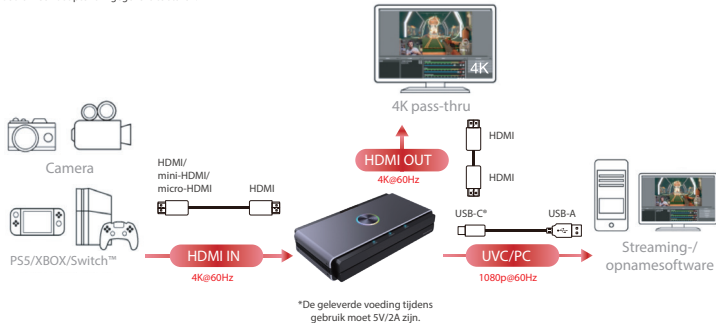 4K
4K pass-thru
Camera
HDMI/
mini-HDMI/
micro-HDMI
HDMI
HDMI OUT
4K@60Hz
HDMI
HDMI
PS5/XBOX/Switch™
HDMI IN
4K@60Hz
USB-C*
USB-A
UVC/PC
1080p@60Hz
Streaming-/
opnamesoftware
*De geleverde voeding tijdens
gebruik moet 5V/2A zijn.